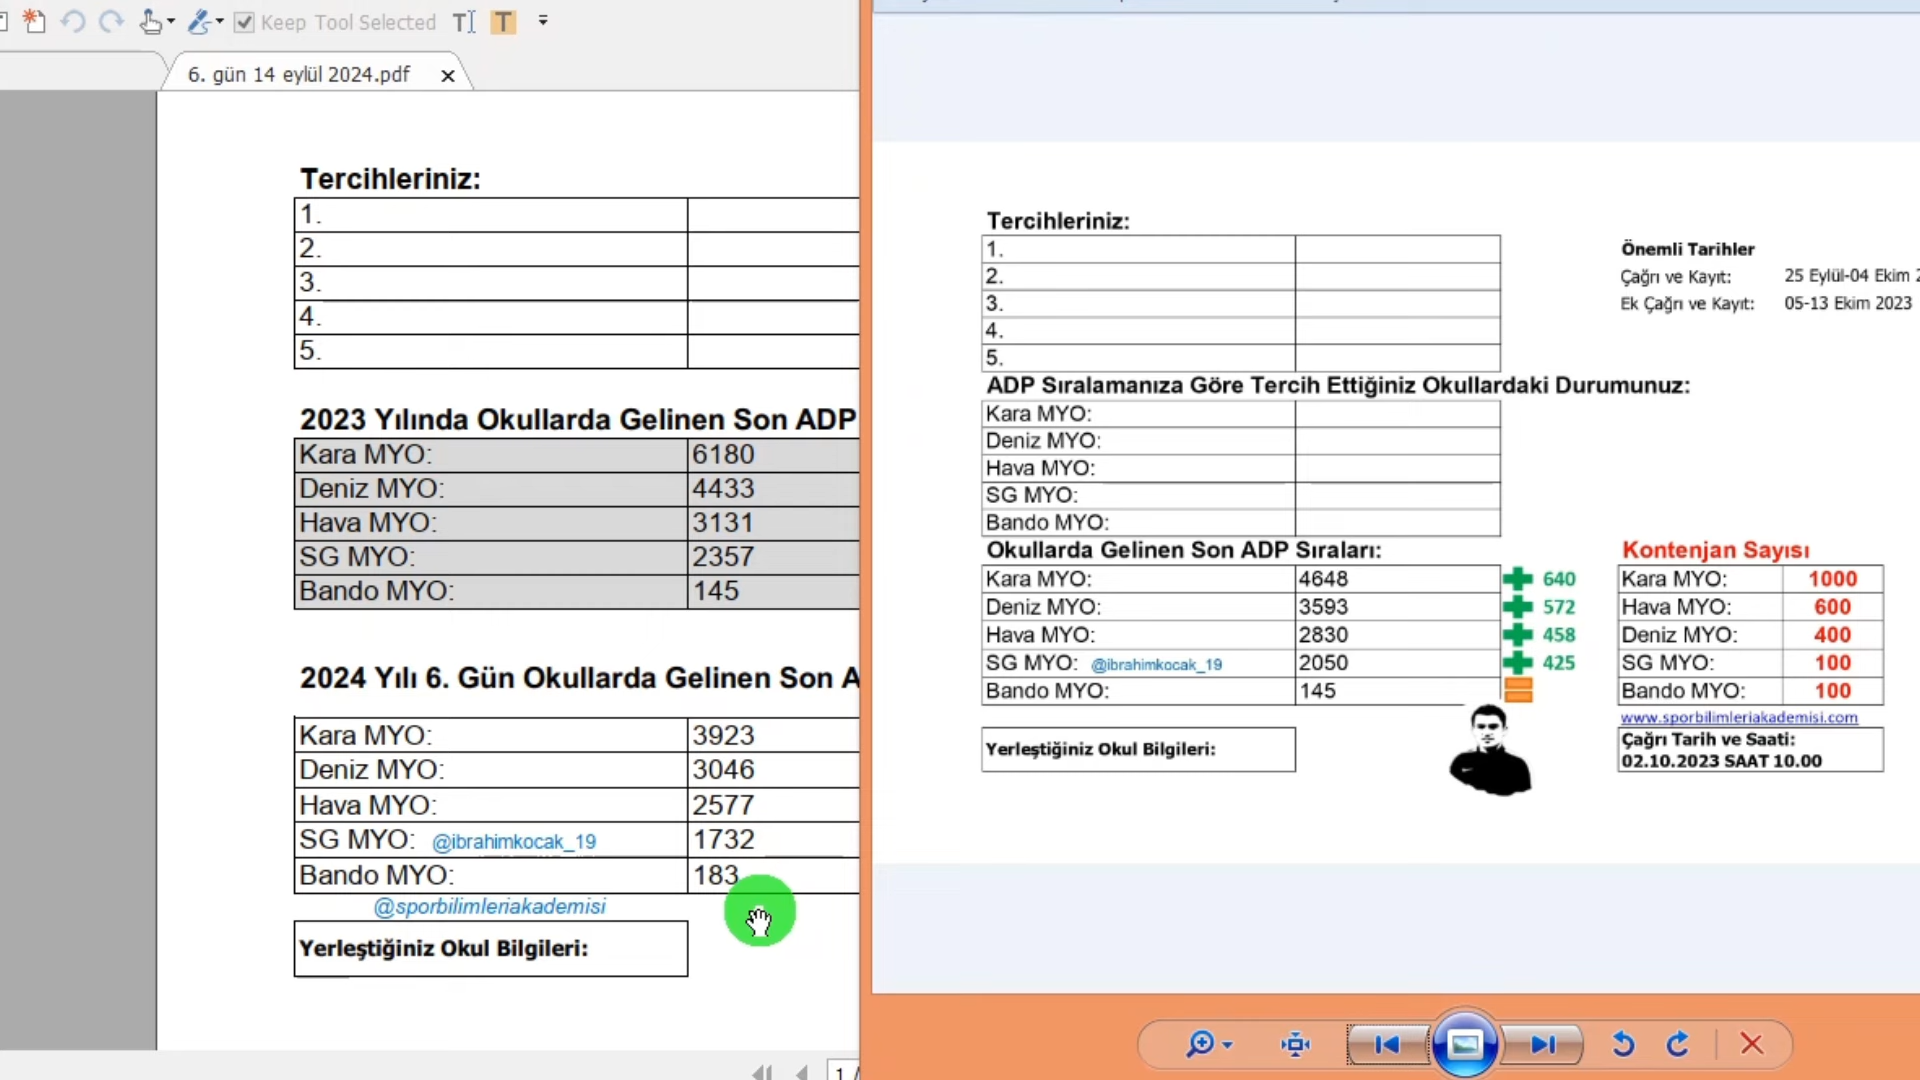 Keep Tool Selected
6. gün 14 eylül 2024.pdf
Tercihleriniz:
1.
2.
3.
4.
5.
2023 Yılında Okullarda Gelinen Son ADP
Kara MYO: 6180
Deniz MYO: 4433
Hava MYO: 3131
SG MYO: 2357
Bando MYO: 145
2024 Yılı 6. Gün Okullarda Gelinen Son A
Kara MYO: 3923
Deniz MYO: 3046
Hava MYO: 2577
SG MYO: @ibrahimkocak_19 1732
Bando MYO: 183
@sporbilimleriakademisi
Yerleştiğiniz Okul Bilgileri:
1 /
Tercihleriniz:
1.
2.
3.
4.
5.
Önemli Tarihler
Çağrı ve Kayıt: 25 Eylül-04 Ekim 2
Ek Çağrı ve Kayıt: 05-13 Ekim 2023
ADP Sıralamanıza Göre Tercih Ettiğiniz Okullardaki Durumunuz:
Kara MYO:
Deniz MYO:
Hava MYO:
SG MYO:
Bando MYO:
Okullarda Gelinen Son ADP Sıraları:
Kara MYO: 4648 640
Deniz MYO: 3593 572
Hava MYO: 2830 458
SG MYO: @ibrahimkocak_19 2050 425
Bando MYO: 145
Kontenjan Sayısı
Kara MYO: 1000
Hava MYO: 600
Deniz MYO: 400
SG MYO: 100
Bando MYO: 100
www.sporbilimleriakademisi.com
Yerleştiğiniz Okul Bilgileri:
Çağrı Tarih ve Saati:
02.10.2023 SAAT 10.00